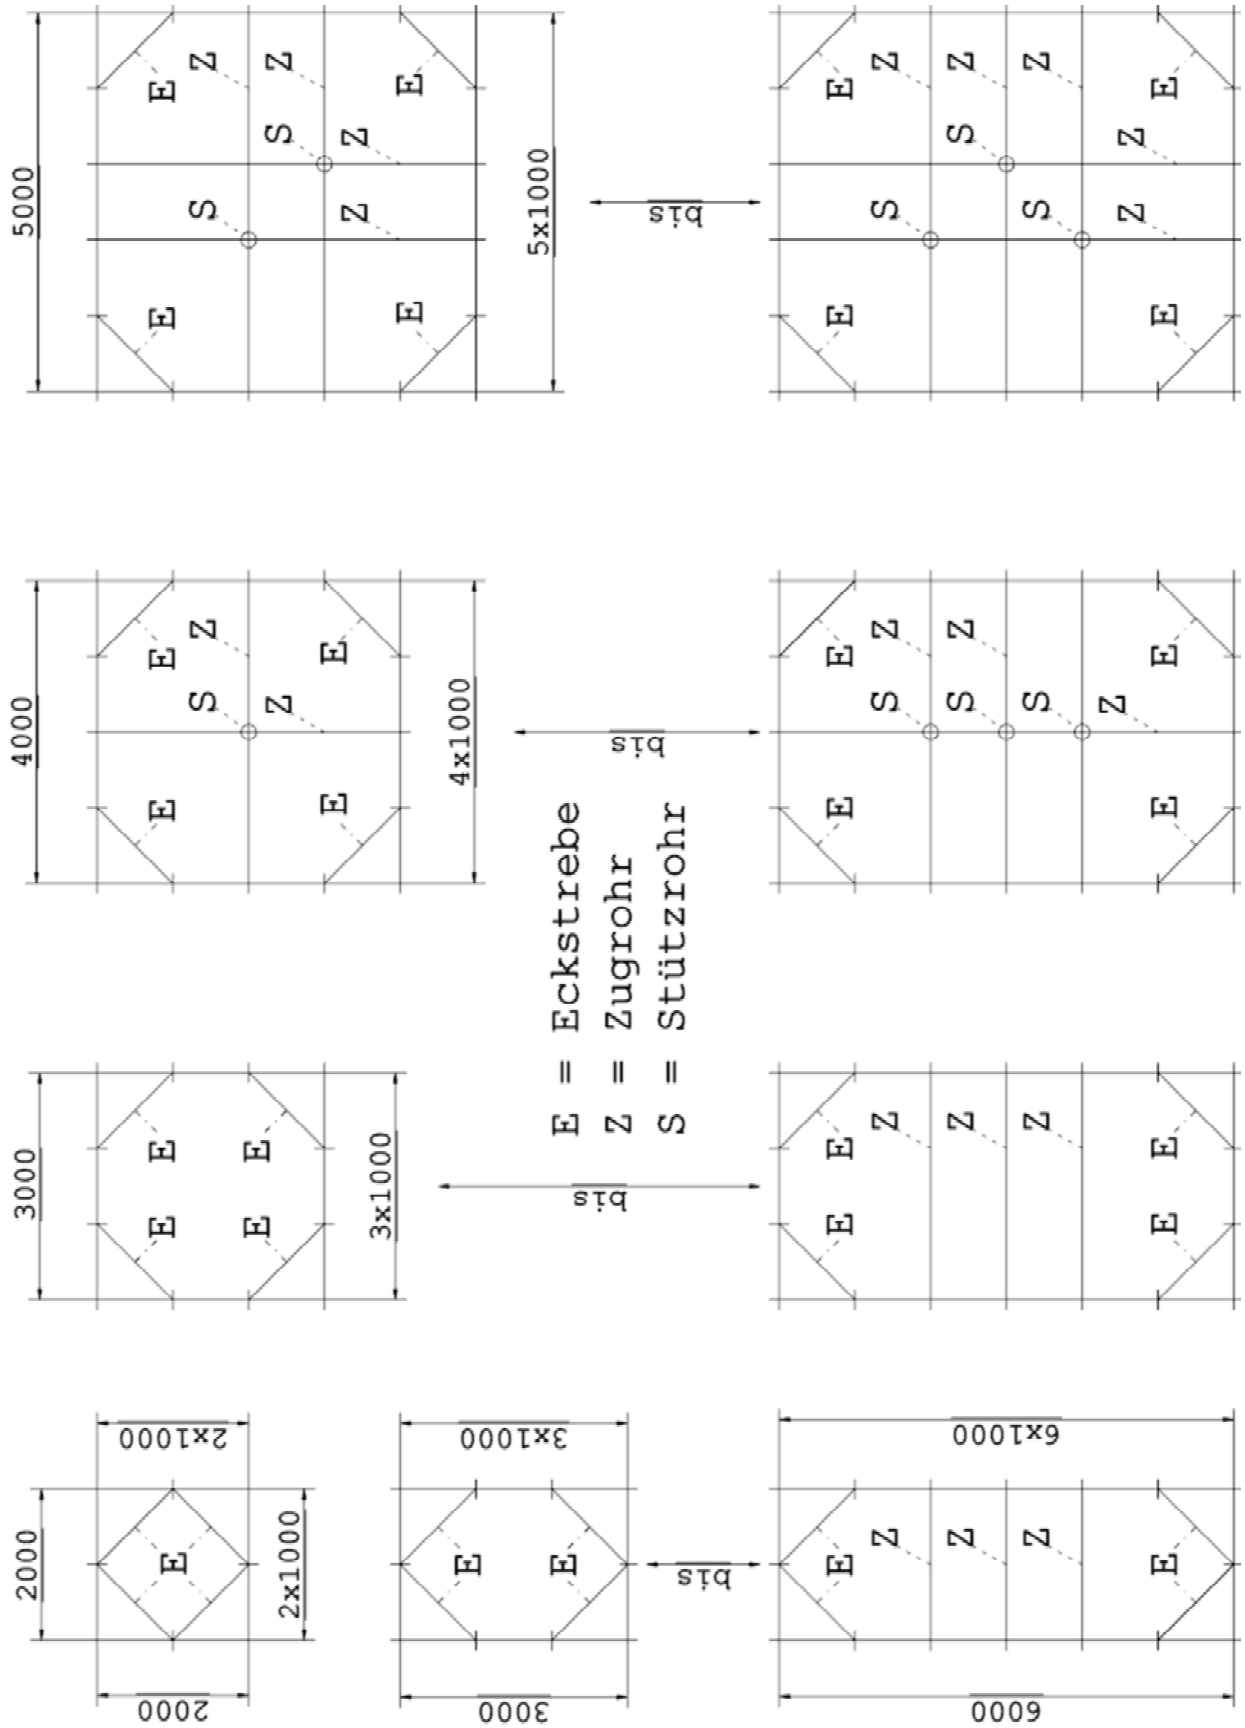 2000
2000
E
2x1000
2x1000
3000
E E
E E
3x1000
4000
E E
S Z
Z
E E
4x1000
5000
E E
S Z
S Z
Z Z
E E
5x1000
3000
E
E
3x1000
E = Eckstrebe
Z = Zugrohr
S = Stützrohr
bis
bis
bis
bis
6000
E
Z
Z
Z
E
6x1000
E E
Z
Z
Z
E E
E E
S Z
S Z
S
Z
E E
E E
S Z
S Z
S Z
Z Z
E E